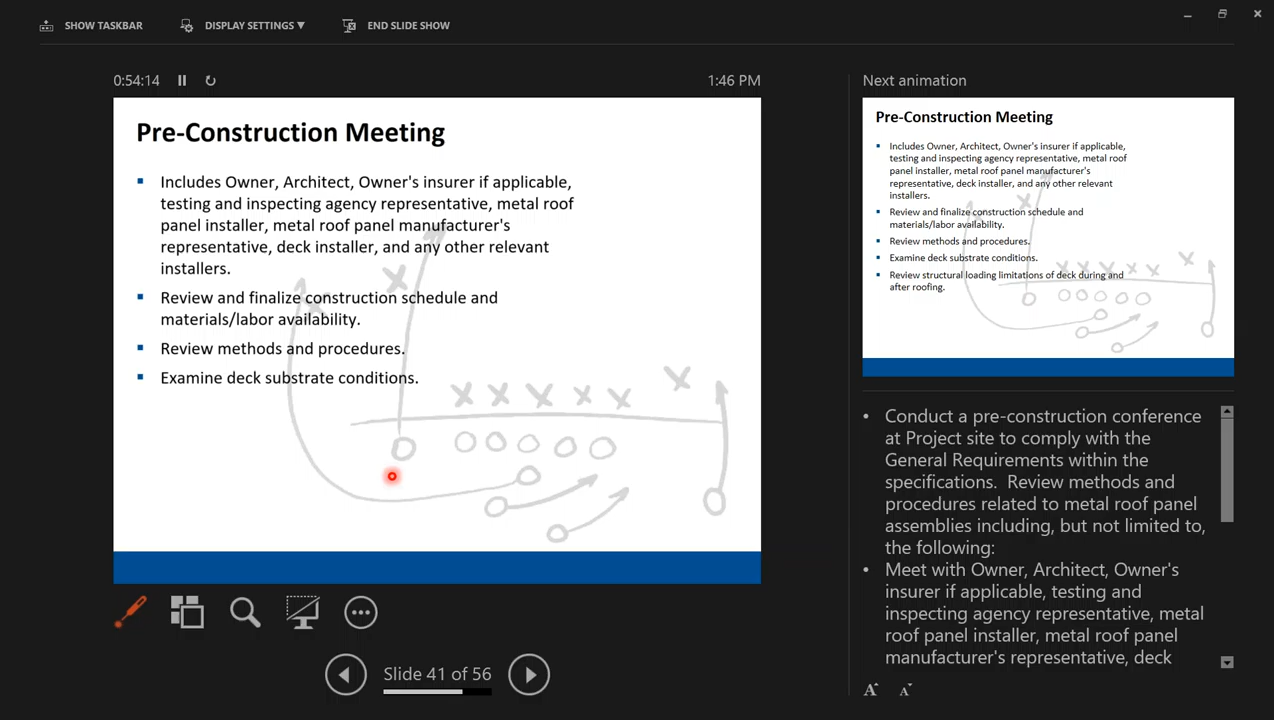 SHOW TASKBAR DISPLAY SETTINGS ▼ END SLIDE SHOW
0:54:14 1:46 PM
Pre-Construction Meeting
▪ Includes Owner, Architect, Owner's insurer if applicable,
testing and inspecting agency representative, metal roof
panel installer, metal roof panel manufacturer's
representative, deck installer, and any other relevant
installers.
▪ Review and finalize construction schedule and
materials/labor availability.
▪ Review methods and procedures.
▪ Examine deck substrate conditions.
Slide 41 of 56
Next animation
Pre-Construction Meeting
▪ Includes Owner, Architect, Owner's insurer if applicable,
testing and inspecting agency representative, metal roof
panel installer, metal roof panel manufacturer's
representative, deck installer, and any other relevant
installers.
▪ Review and finalize construction schedule and
materials/labor availability.
▪ Review methods and procedures.
▪ Examine deck substrate conditions.
▪ Review structural loading limitations of deck during and
after roofing.
• Conduct a pre-construction conference
at Project site to comply with the
General Requirements within the
specifications. Review methods and
procedures related to metal roof panel
assemblies including, but not limited to,
the following:
• Meet with Owner, Architect, Owner's
insurer if applicable, testing and
inspecting agency representative, metal
roof panel installer, metal roof panel
manufacturer's representative, deck
A A